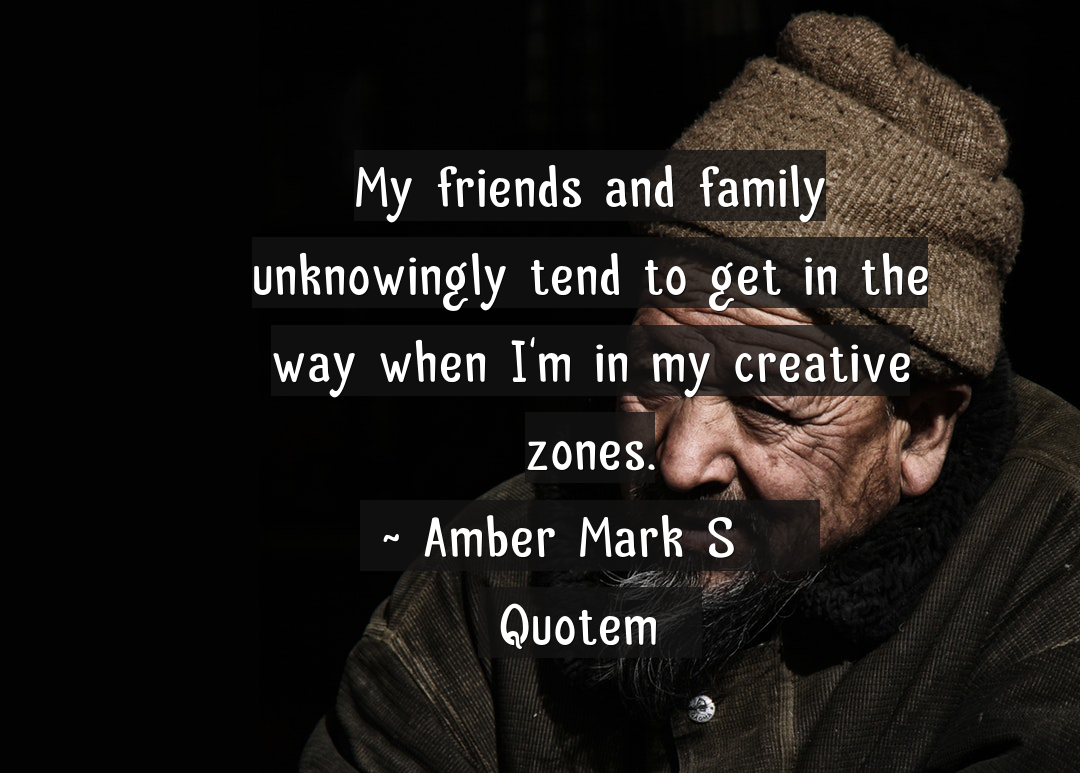 My friends and family
unknowingly tend to get in the
way when I'm in my creative
zones.
~ Amber Mark S
Quotem